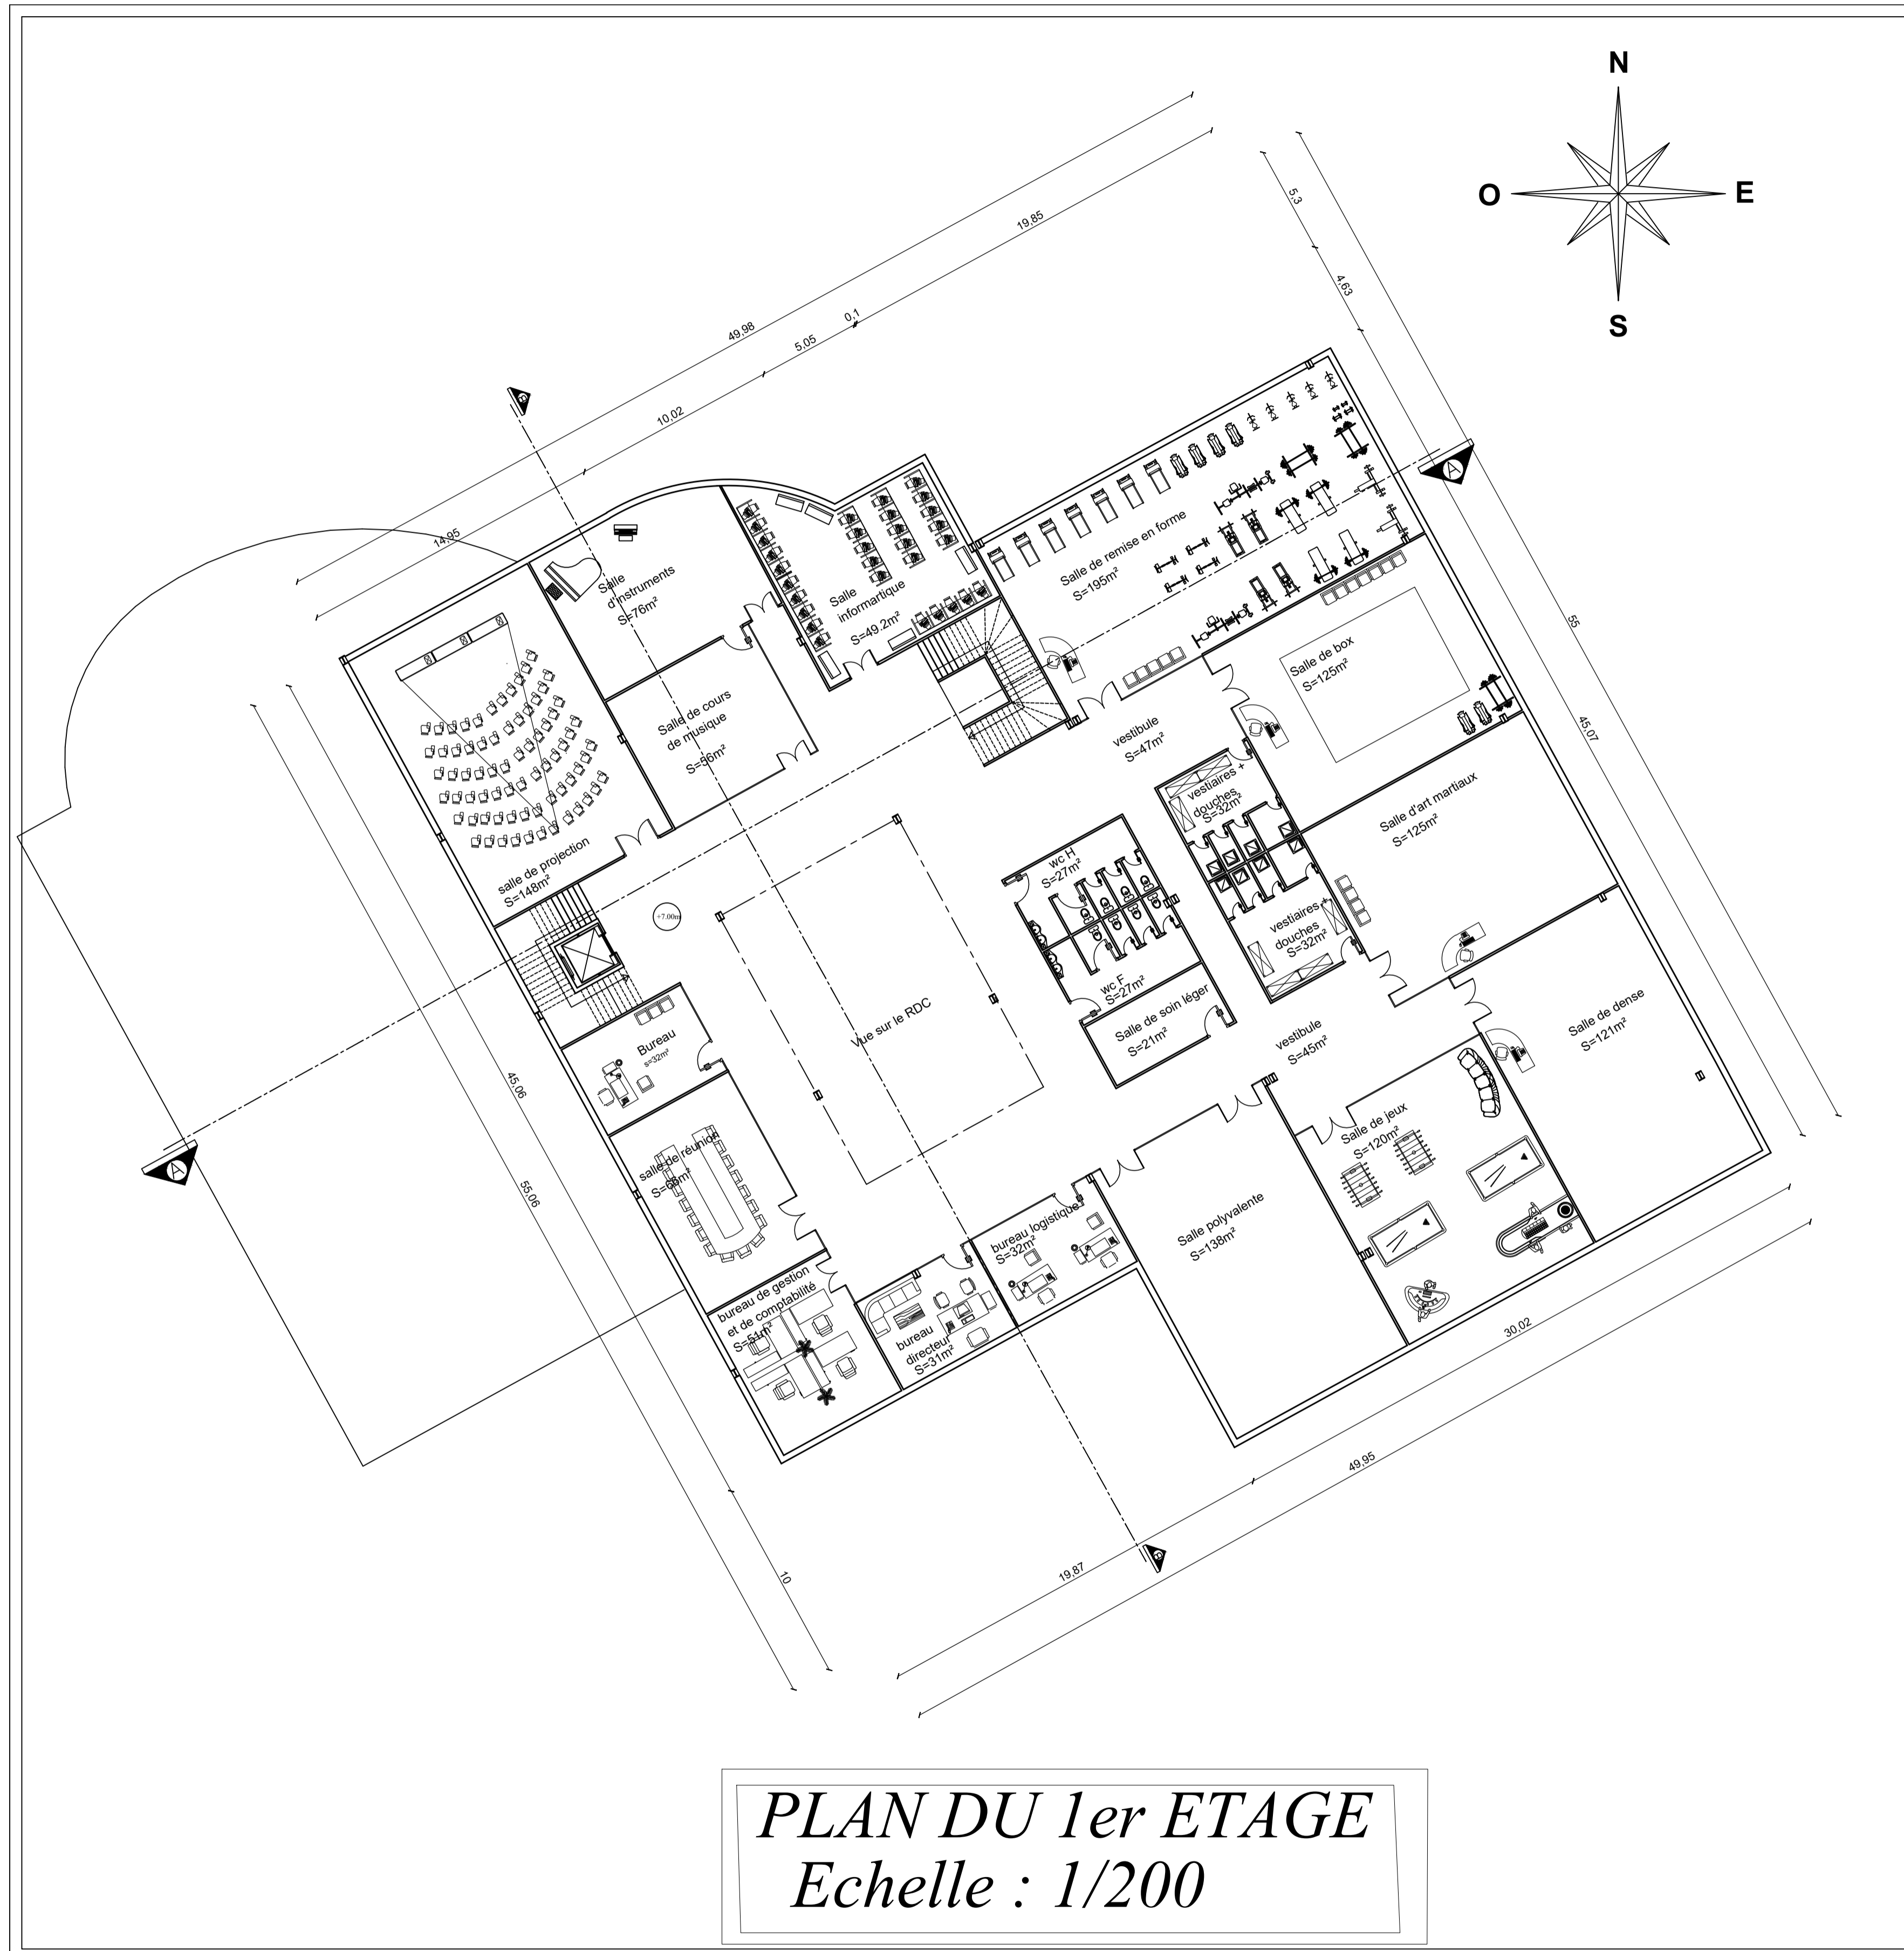 N
O
E
S
49,98
19,85
0,1
5,05
10,02
14,95
5,3
4,63
55
45,07
B
A
Salle
d'instruments
S=76m²
Salle
informartique
S=49.2m²
Salle de remise en forme
S=195m²
Salle de cours
de musique
S=56m²
Salle de box
S=125m²
vestibule
S=47m²
vestiaires +
douches
S=32m²
Salle d'art martiaux
S=125m²
salle de projection
S=148m²
wc H
S=27m²
vestiaires +
douches
S=32m²
+7.00m
wc F
S=27m²
Salle de soin léger
S=21m²
Vue sur le RDC
vestibule
S=45m²
Salle de dense
S=121m²
Bureau
s=32m²
Salle de jeux
S=120m²
salle de réunion
Salle polyvalente
S=138m²
bureau logistique
S=32m²
bureau de gestion
et de comptabilité
S=51m²
bureau
directeur
S=31m²
45,06
55,06
10
A
B
30,02
49,95
19,87
PLAN DU 1er ETAGE
Echelle : 1/200